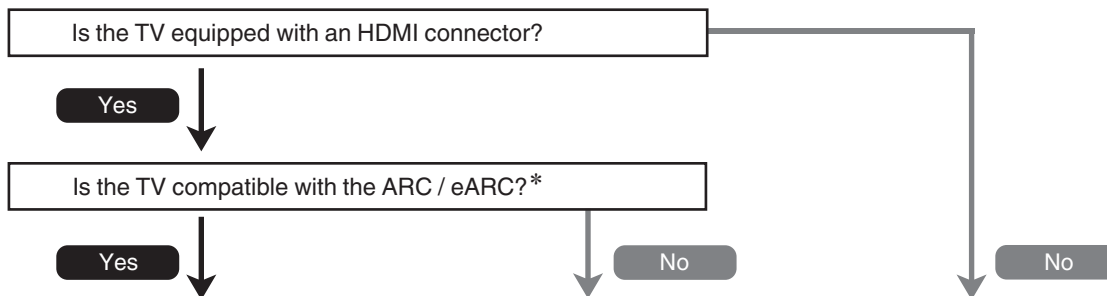 Is the TV equipped with an HDMI connector?
Yes
Is the TV compatible with the ARC / eARC?*
Yes
No
No